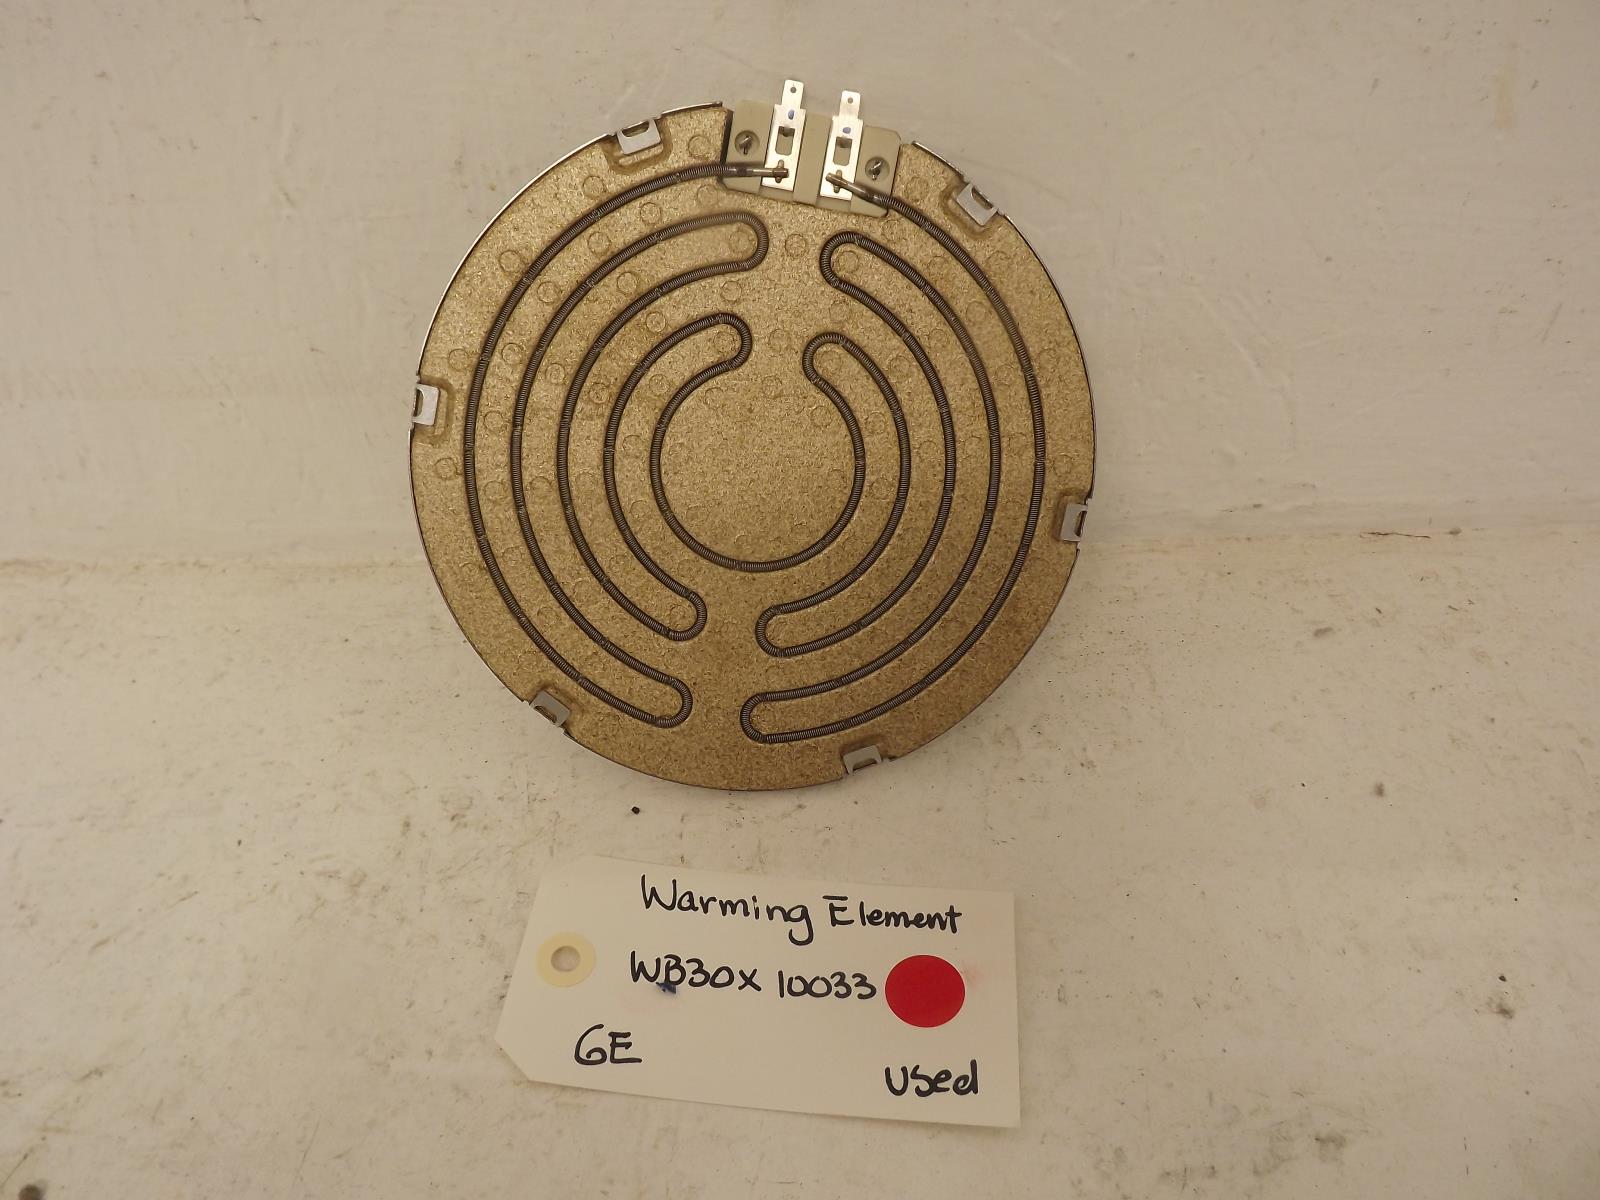 Warming Element
WB30X 10033
GE
Used